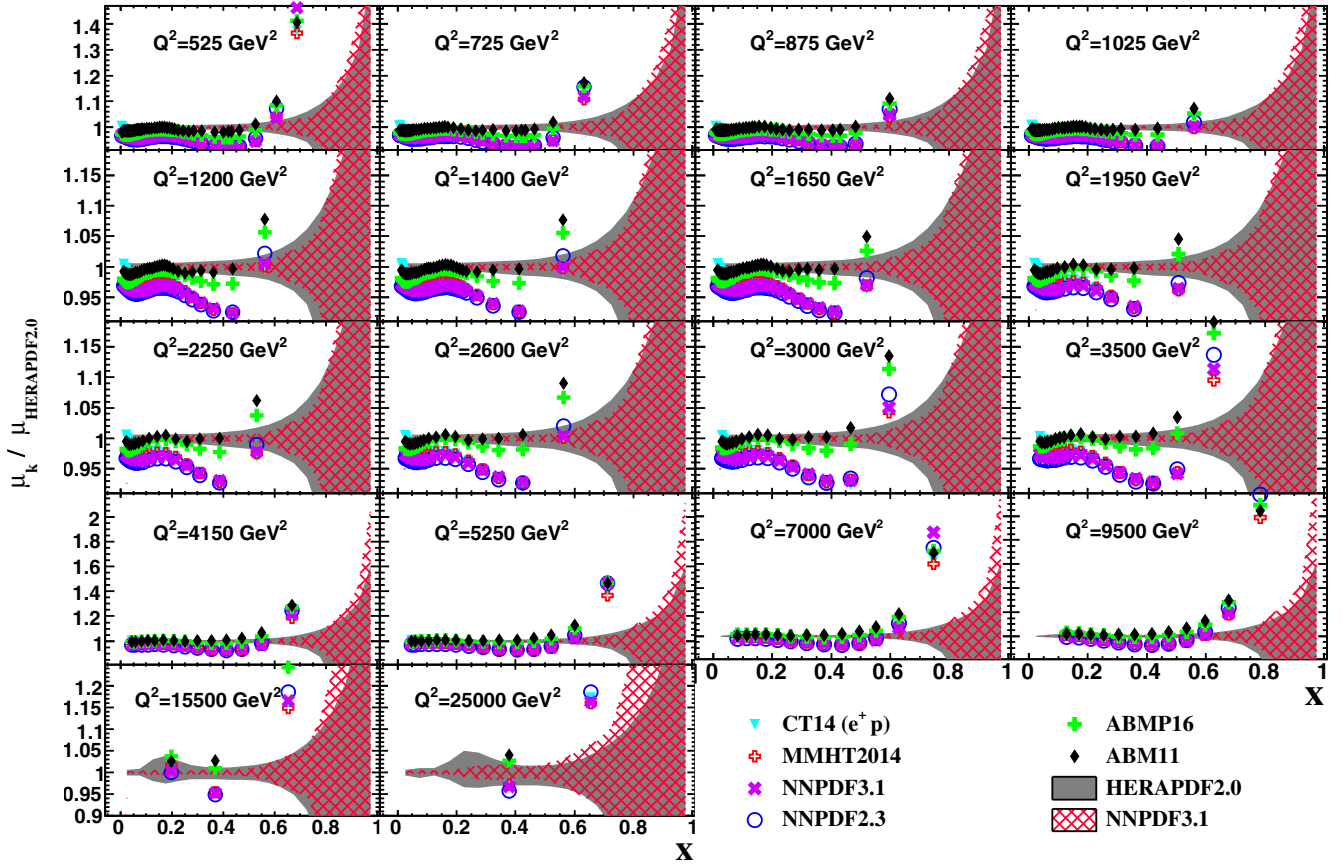 Q²=525 GeV² Q²=725 GeV² Q²=875 GeV² Q²=1025 GeV²
1.4
1.3
1.2
1.1
1
Q²=1200 GeV² Q²=1400 GeV² Q²=1650 GeV² Q²=1950 GeV²
1.15
1.1
1.05
1
0.95
Q²=2250 GeV² Q²=2600 GeV² Q²=3000 GeV² Q²=3500 GeV²
1.15
1.1
1.05
1
0.95
μk / μHERAPDF2.0
Q²=4150 GeV² Q²=5250 GeV² Q²=7000 GeV² Q²=9500 GeV²
2
1.8
1.6
1.4
1.2
1
0 0.2 0.4 0.6 0.8 1 0 0.2 0.4 0.6 0.8 1
x
Q²=15500 GeV² Q²=25000 GeV²
1.2
1.15
1.1
1.05
1
0.95
0.9
0 0.2 0.4 0.6 0.8 1 0 0.2 0.4 0.6 0.8 1
x
CT14 (e⁺ p) ABMP16
MMHT2014 ABM11
NNPDF3.1 HERAPDF2.0
NNPDF2.3 NNPDF3.1